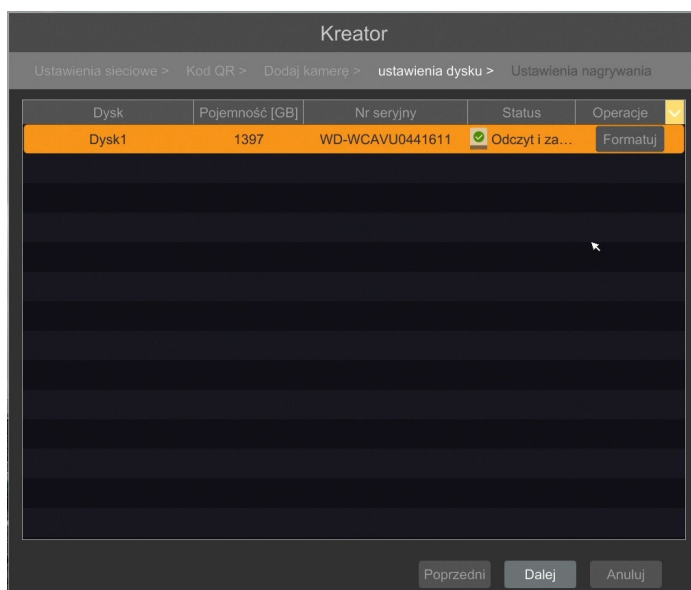 Kreator
Ustawienia sieciowe > Kod QR > Dodaj kamerę > ustawienia dysku > Ustawienia nagrywania
Dysk Pojemność [GB] Nr seryjny Status Operacje
Dysk1 1397 WD-WCAVU0441611 Odczyt i za... Formatuj
Poprzedni Dalej Anuluj